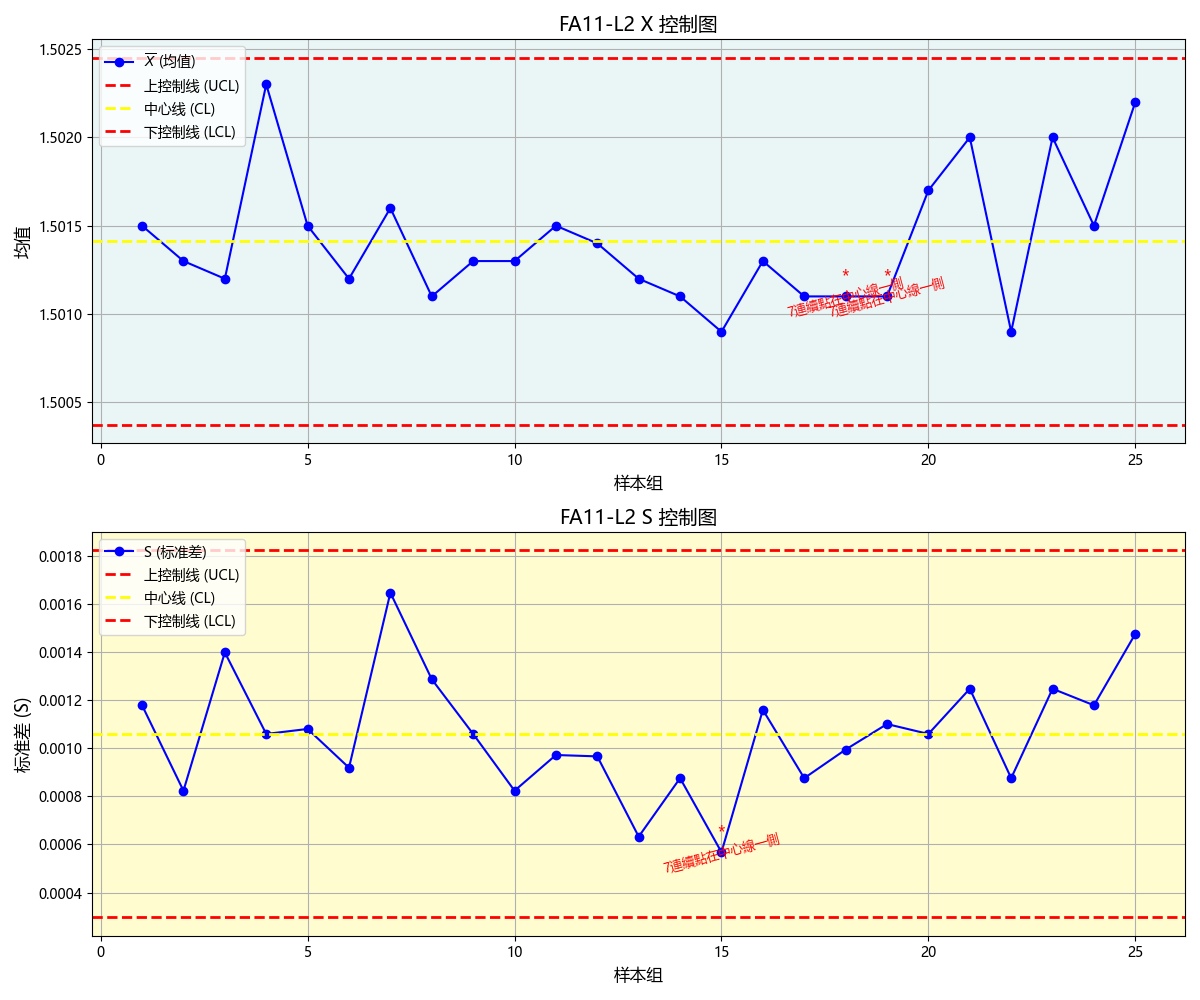 FA11-L2 X 控制图
均值
1.5025
1.5020
1.5015
1.5010
1.5005
X (均值)
上控制线 (UCL)
中心线 (CL)
下控制线 (LCL)
*
*
7連續點在中心線一側
7連續點在中心線一側
0 5 10 15 20 25
样本组
FA11-L2 S 控制图
标准差 (S)
0.0018
0.0016
0.0014
0.0012
0.0010
0.0008
0.0006
0.0004
S (标准差)
上控制线 (UCL)
中心线 (CL)
下控制线 (LCL)
*
7連續點在中心線一側
0 5 10 15 20 25
样本组